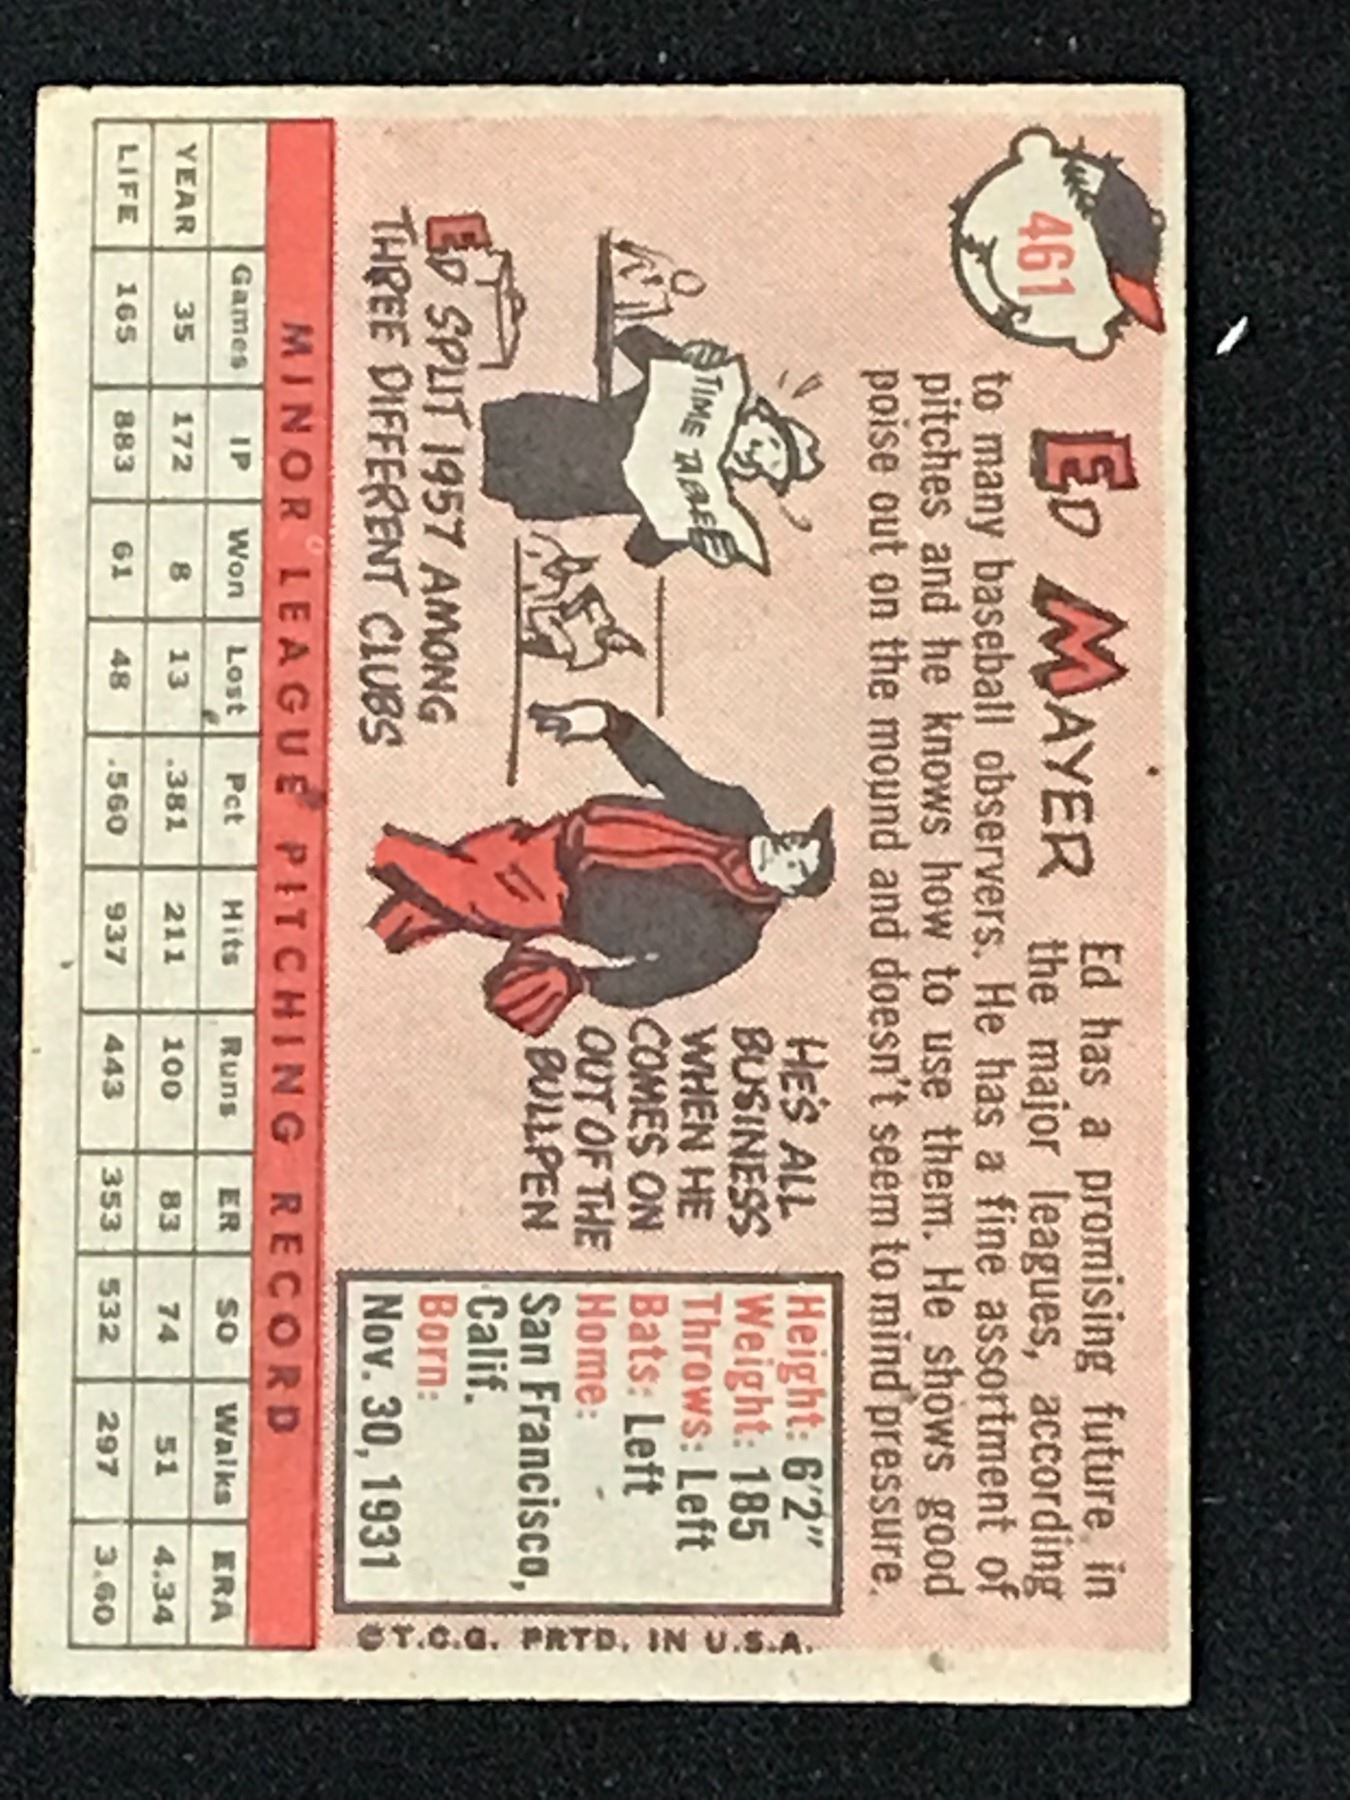 461
ED MAYER
Ed has a promising future in
the major leagues, according
to many baseball observers. He has a fine assortment of
pitches and he knows how to use them. He shows good
poise out on the mound and doesn't seem to mind pressure.
TIME TABLE
ED SPLIT 1957 AMONG
THREE DIFFERENT CLUBS
HE'S ALL
BUSINESS
WHEN HE
COMES ON
OUT OF THE
BULLPEN
Height: 6'2"
Weight: 185
Throws: Left
Bats: Left
Home:
San Francisco,
Calif.
Born:
Nov. 30, 1931
©T.C.G. PRTD. IN U.S.A.
MINOR LEAGUE PITCHING RECORD
Games IP Won Lost Pct Hits Runs ER SO Walks ERA
YEAR 35 172 8 13 .381 211 100 83 74 51 4.34
LIFE 165 883 61 48 .560 937 443 353 532 297 3.60